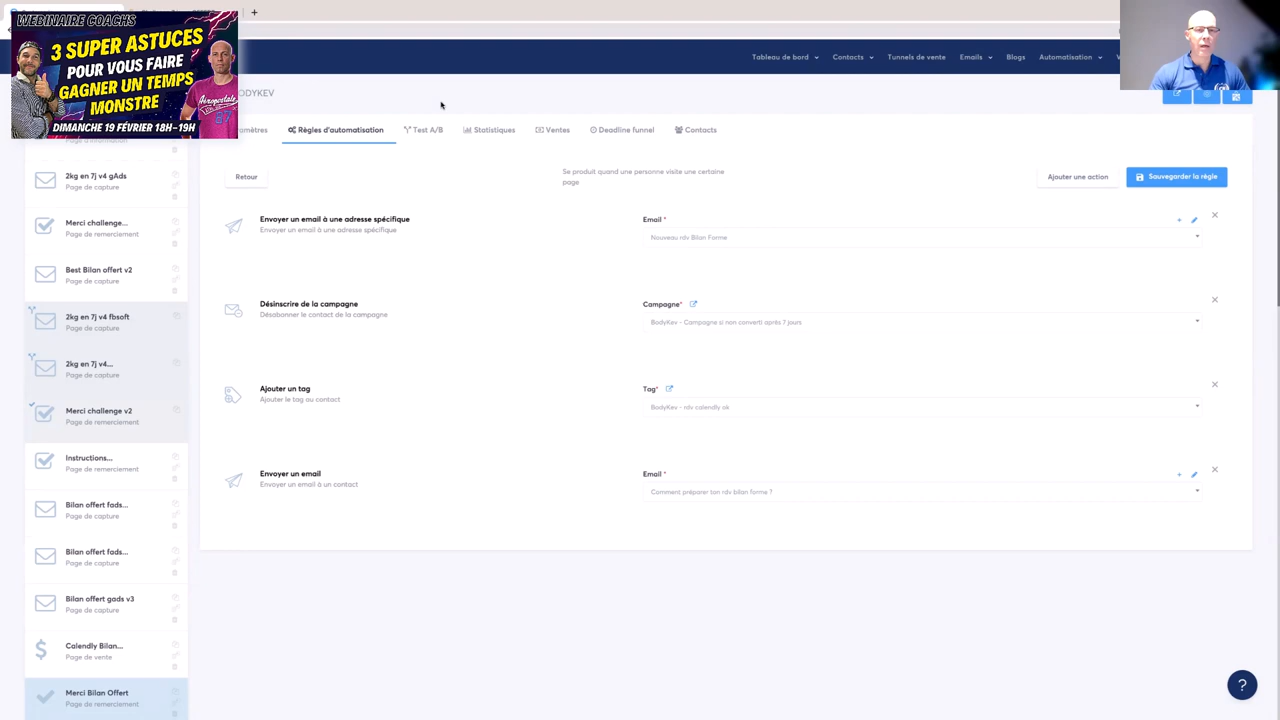 WEBINAIRE COACHS
3 SUPER ASTUCES
POUR VOUS FAIRE
GAGNER UN TEMPS
MONSTRE
DIMANCHE 19 FÉVRIER 18H-19H
Aéropostale
87
Tableau de bord
Contacts
Tunnels de vente
Emails
Blogs
Automatisation
V
ODYKEV
amètres
Règles d'automatisation
Test A/B
Statistiques
Ventes
Deadline funnel
Contacts
Page d'information
2kg en 7j v4 gAds
Page de capture
Merci challenge...
Page de remerciement
Best Bilan offert v2
Page de capture
2kg en 7j v4 fbsoft
Page de capture
2kg en 7j v4...
Page de capture
Merci challenge v2
Page de remerciement
Instructions...
Page de remerciement
Bilan offert fads...
Page de capture
Bilan offert fads...
Page de capture
Bilan offert gads v3
Page de capture
Calendly Bilan...
Page de vente
Merci Bilan Offert
Page de remerciement
Retour
Se produit quand une personne visite une certaine
page
Ajouter une action
Sauvegarder la règle
Envoyer un email à une adresse spécifique
Envoyer un email à une adresse spécifique
Email *
Nouveau rdv Bilan Forme
Désinscrire de la campagne
Désabonner le contact de la campagne
Campagne*
BodyKev - Campagne si non converti après 7 jours
Ajouter un tag
Ajouter le tag au contact
Tag*
BodyKev - rdv calendly ok
Envoyer un email
Envoyer un email à un contact
Email *
Comment préparer ton rdv bilan forme ?
?